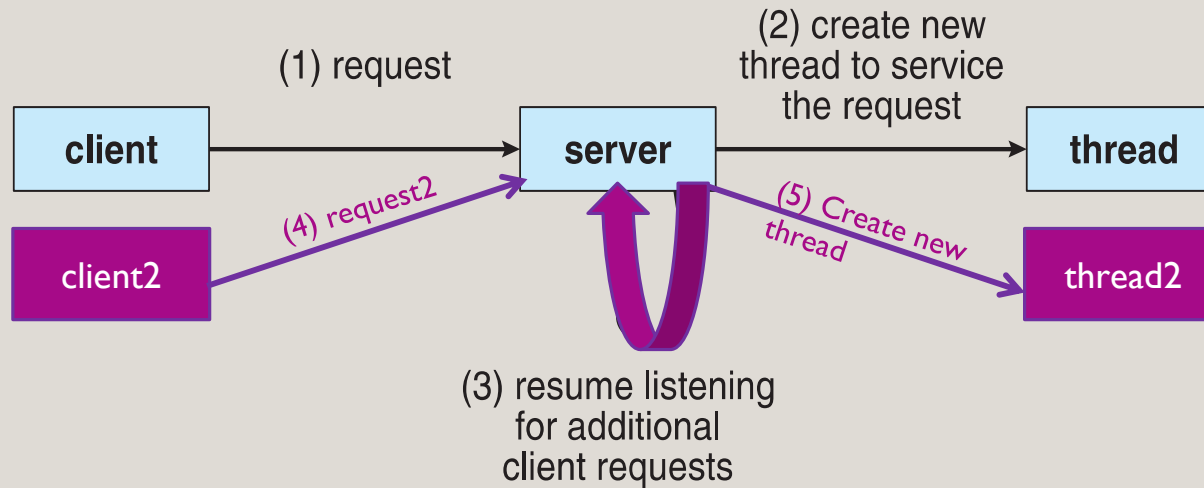 (1) request
(2) create new
thread to service
the request
client
server
thread
(4) request2
(5) Create new
thread
client2
thread2
(3) resume listening
for additional
client requests